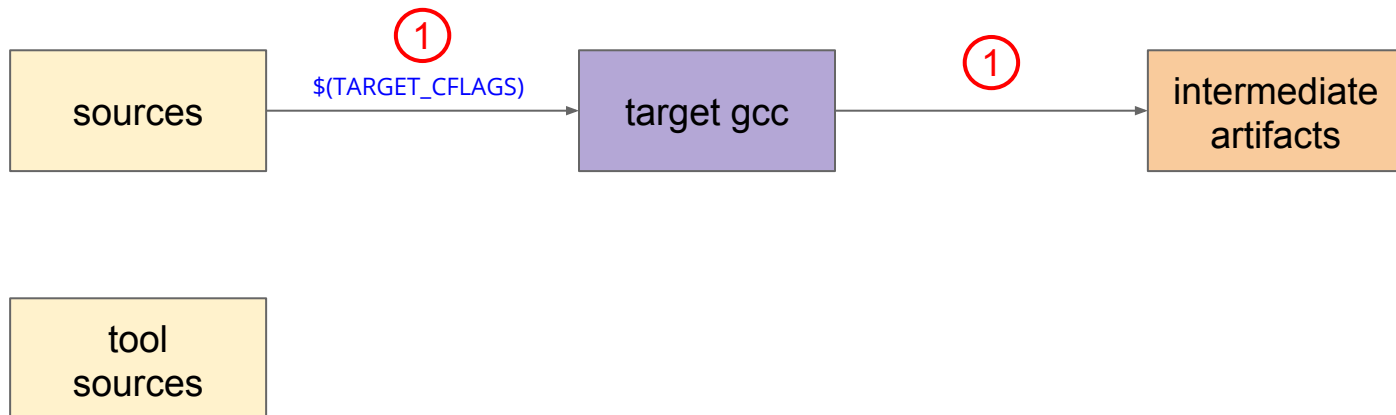 1
1
$(TARGET_CFLAGS)
sources
target gcc
intermediate
artifacts
tool
sources